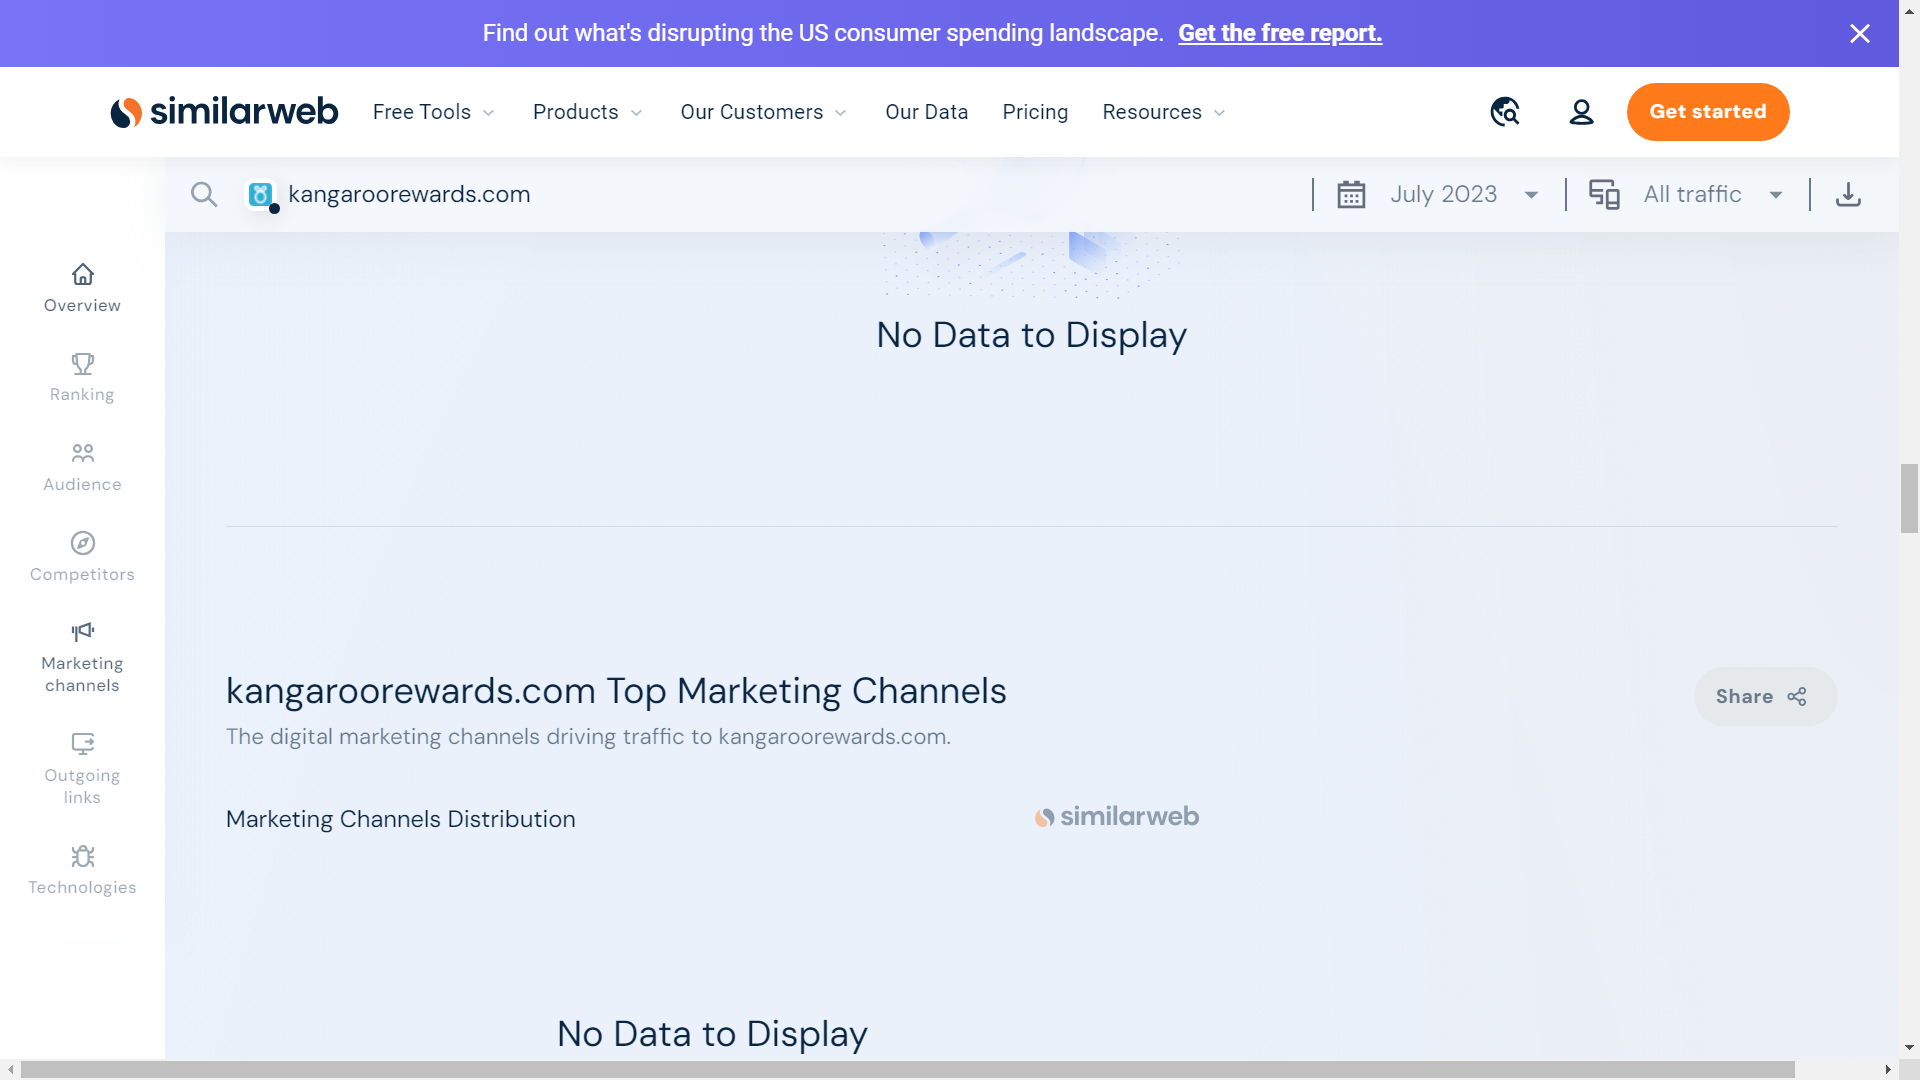 Find out what's disrupting the US consumer spending landscape. Get the free report.
similarweb
Free Tools
Products
Our Customers
Our Data
Pricing
Resources
Get started
kangaroorewards.com
July 2023
All traffic
Overview
Ranking
Audience
Competitors
Marketing
channels
Outgoing
links
Technologies
No Data to Display
kangaroorewards.com Top Marketing Channels
Share
The digital marketing channels driving traffic to kangaroorewards.com.
Marketing Channels Distribution
similarweb
No Data to Display